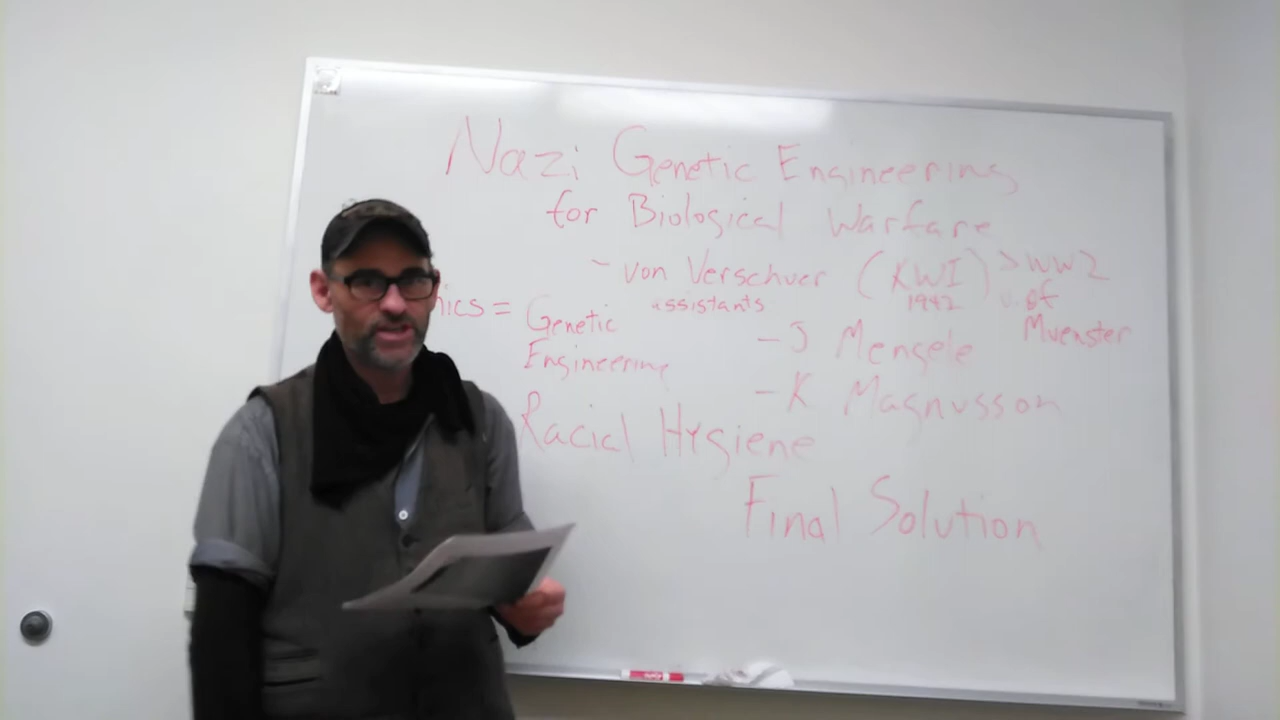 Nazi Genetic Engineering
for Biological Warfare
- von Verschuer (KWI) > WW2
nics = Genetic assistants 1942 U. of
Engineering - J Mengele Muenster
- K Magnusson
Racial Hygiene
Final Solution